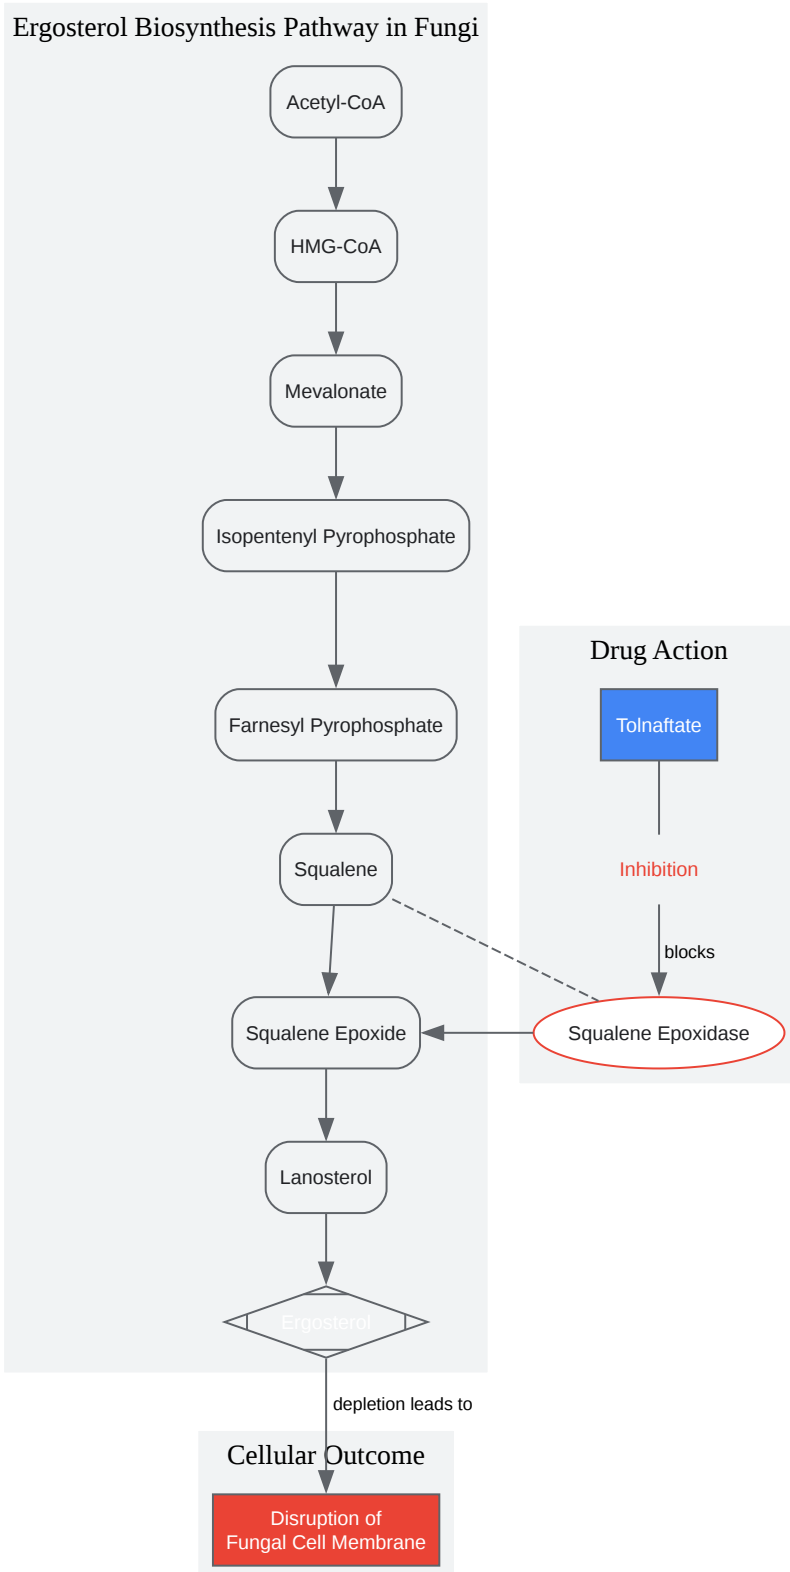 Ergosterol Biosynthesis Pathway in Fungi
Acetyl-CoA
HMG-CoA
Mevalonate
Isopentenyl Pyrophosphate
Farnesyl Pyrophosphate
Squalene
Squalene Epoxide
Lanosterol
Ergosterol
Drug Action
Tolnaftate
Inhibition
blocks
Squalene Epoxidase
depletion leads to
Cellular Outcome
Disruption of
Fungal Cell Membrane